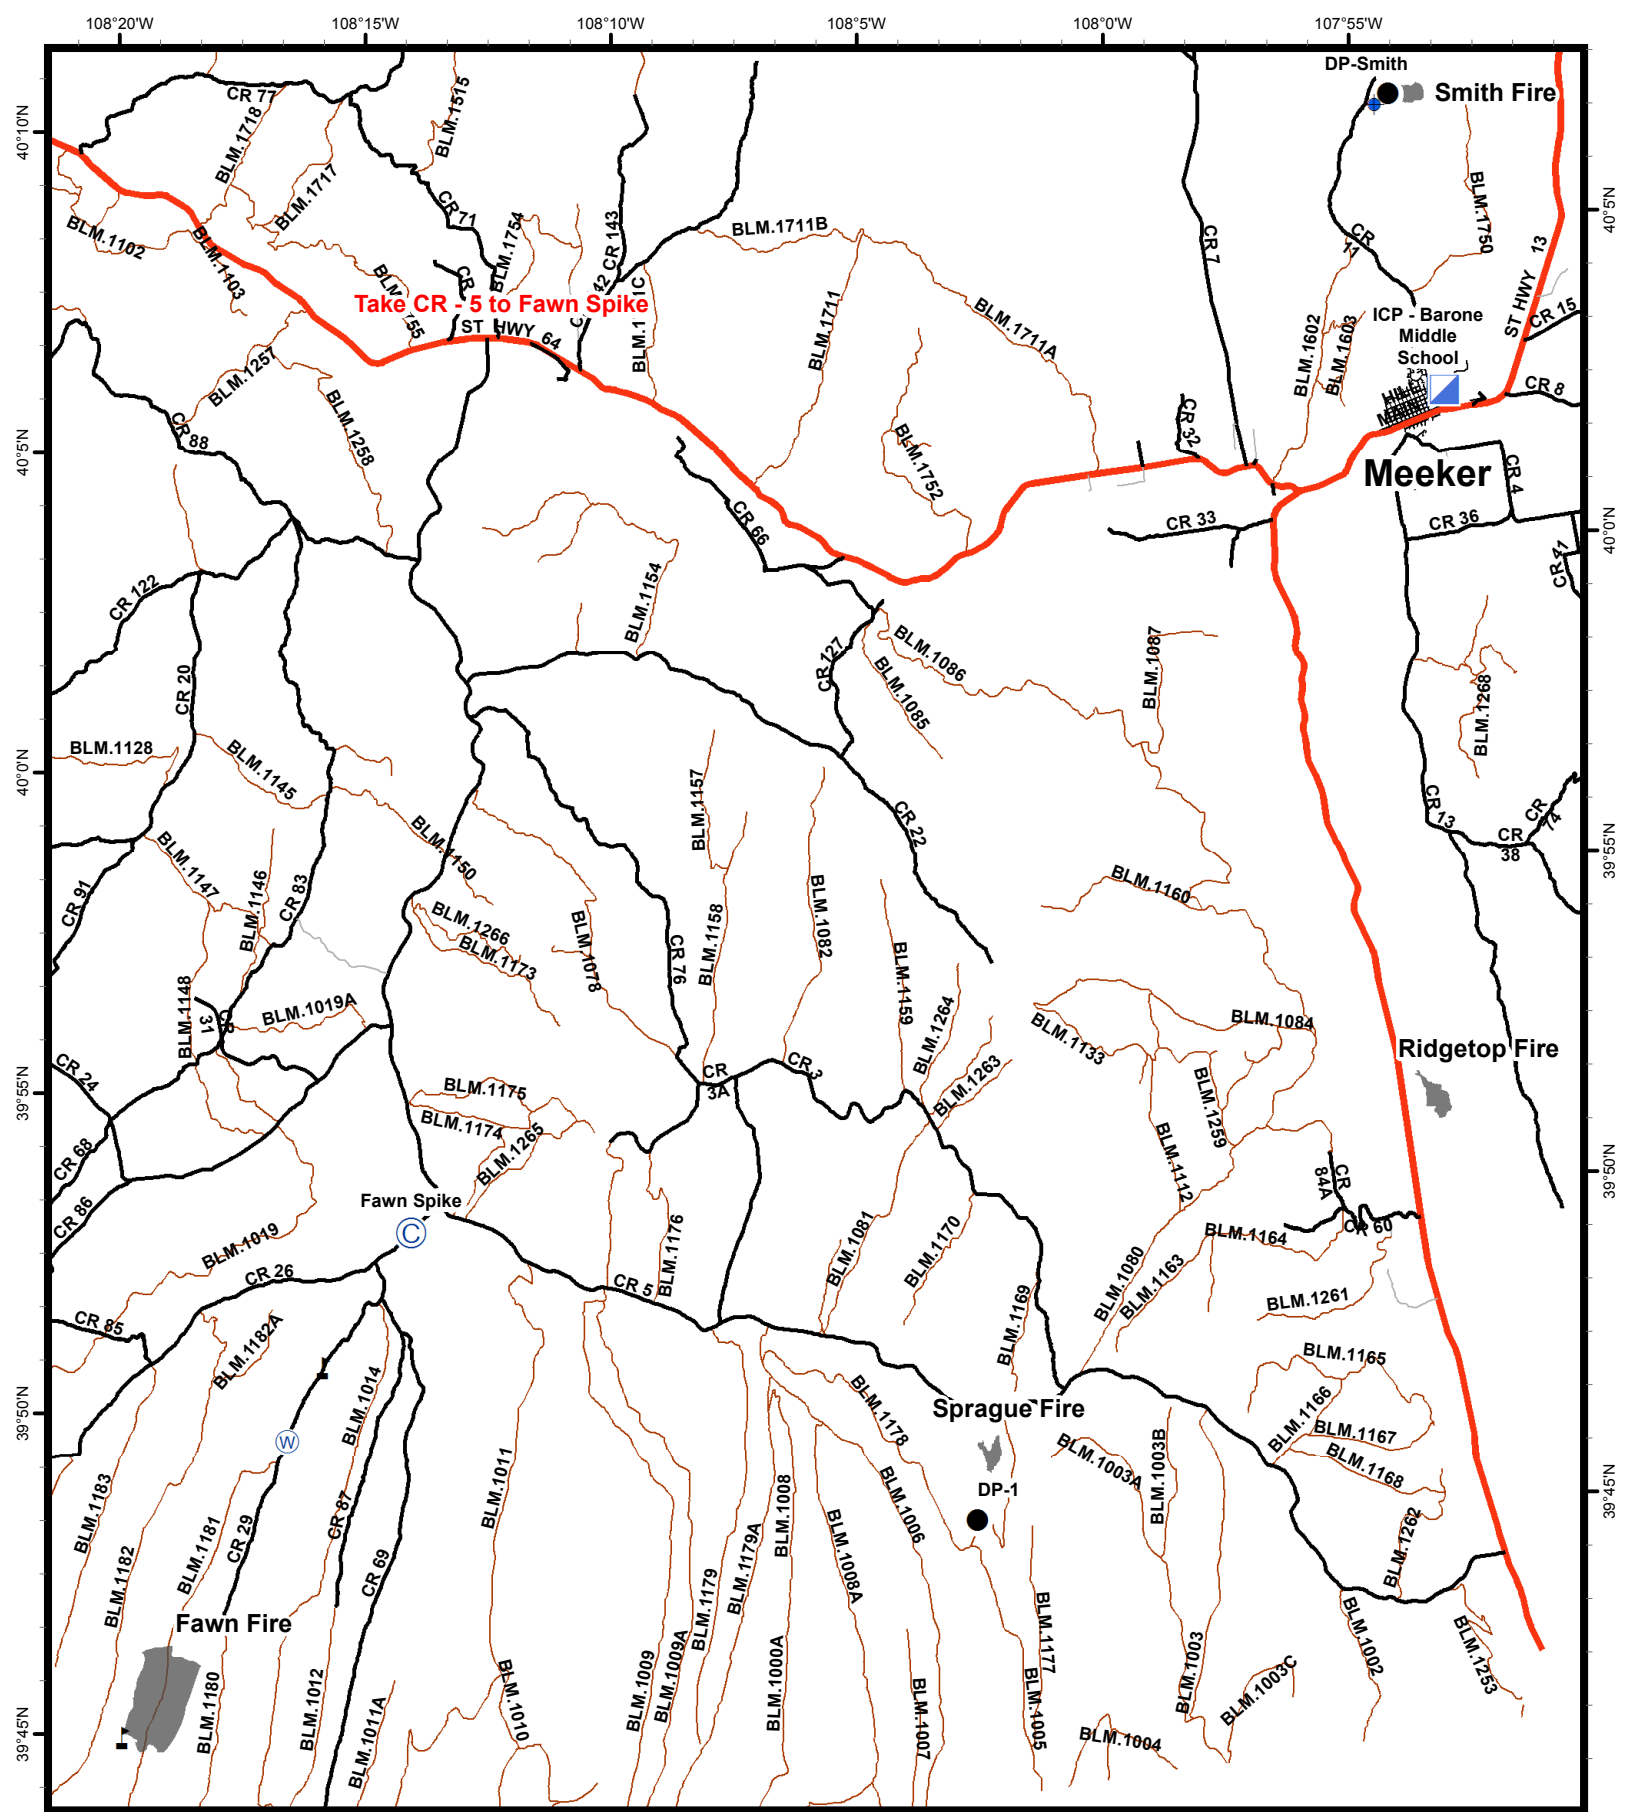 108°20'W
108°15'W
108°10'W
108°5'W
108°0'W
107°55'W
DP-Smith
Smith Fire
CR 77
BLM.1718
BLM.1515
40°10'N
BLM.1717
BLM.1750
40°5'N
CR 71
BLM.1754
CR 143
BLM.1711B
CR 7
CR 11
ST HWY 13
BLM.1102
BLM.1103
CR
Take CR - 5 to Fawn Spike
ST HWY 64
BLM.1711
BLM.1711A
BLM.1602
BLM.1603
ICP - Barone
Middle
School
CR 15
BLM.1257
CR 8
BLM.1258
CR 88
CR 32
40°5'N
BLM.1752
Meeker
CR 4
CR 66
CR 33
CR 36
40°0'N
CR 41
CR 122
BLM.1154
CR 127
BLM.1086
BLM.1087
BLM.1085
CR 20
BLM.1268
BLM.1128
BLM.1145
40°0'N
BLM.1157
CR 22
CR 13
CR 74
CR 38
39°55'N
BLM.1147
BLM.1150
BLM.1146
CR 83
CR 91
BLM.1160
BLM.1266
BLM.1173
BLM.1078
CR 76
BLM.1158
BLM.1082
BLM.1159
BLM.1264
BLM.1148
CR 31
BLM.1019A
BLM.1084
BLM.1133
Ridgetop Fire
CR 24
39°55'N
BLM.1175
CR 3A
CR 3
BLM.1263
BLM.1174
BLM.1265
BLM.1259
BLM.1112
CR 68
CR 86
39°50'N
CR 84A
Fawn Spike
C
CR 60
BLM.1164
BLM.1019
CR 26
BLM.1176
CR 5
BLM.1081
BLM.1170
BLM.1080
BLM.1163
BLM.1261
CR 85
BLM.1182A
BLM.1169
BLM.1165
BLM.1014
BLM.1178
Sprague Fire
BLM.1166
39°50'N
W
BLM.1167
BLM.1168
BLM.1003A
BLM.1003B
DP-1
39°45'N
BLM.1183
BLM.1011
BLM.1008
BLM.1006
BLM.1181
CR 29
CR 87
CR 69
BLM.1182
BLM.1179A
BLM.1008A
BLM.1262
BLM.1179
BLM.1177
BLM.1002
BLM.1253
Fawn Fire
BLM.1180
BLM.1012
BLM.1011A
BLM.1010
BLM.1009
BLM.1009A
BLM.1000A
BLM.1007
BLM.1005
BLM.1003
BLM.1003C
BLM.1004
39°45'N